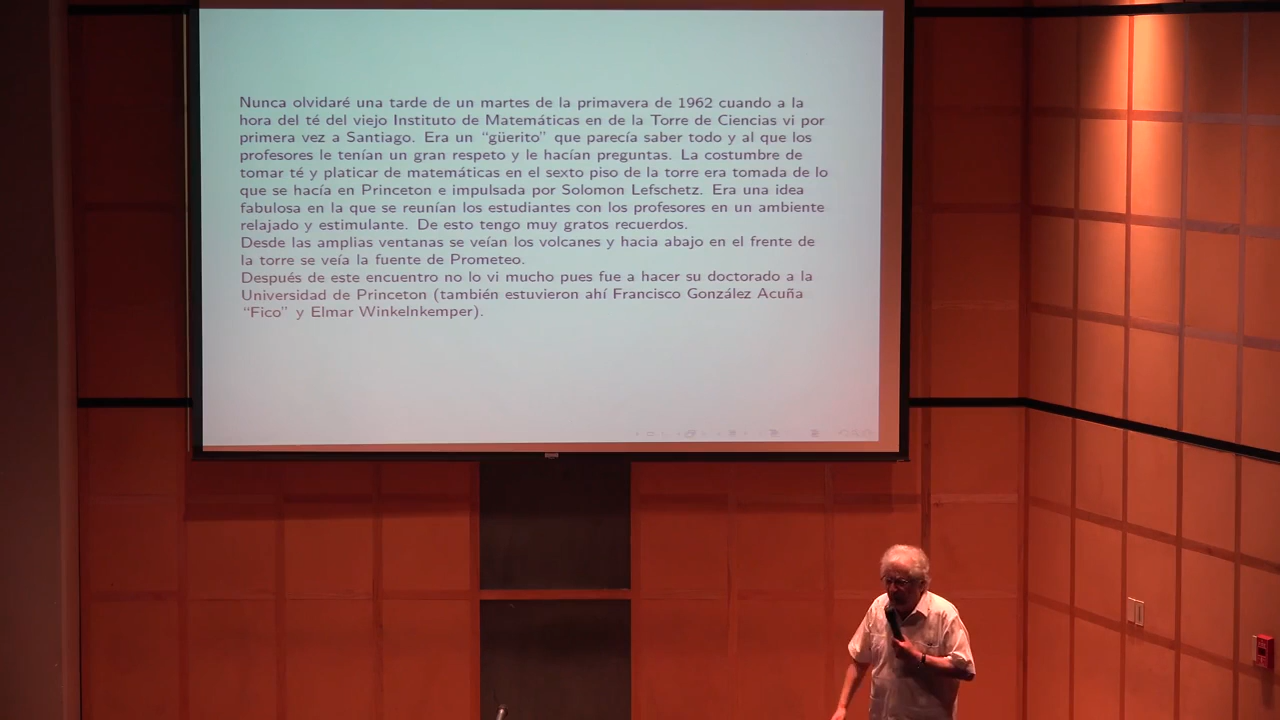 Nunca olvidaré una tarde de un martes de la primavera de 1962 cuando a la
hora del té del viejo Instituto de Matemáticas en de la Torre de Ciencias vi por
primera vez a Santiago. Era un “güerito” que parecía saber todo y al que los
profesores le tenían un gran respeto y le hacían preguntas. La costumbre de
tomar té y platicar de matemáticas en el sexto piso de la torre era tomada de lo
que se hacía en Princeton e impulsada por Solomon Lefschetz. Era una idea
fabulosa en la que se reunían los estudiantes con los profesores en un ambiente
relajado y estimulante. De esto tengo muy gratos recuerdos.
Desde las amplias ventanas se veían los volcanes y hacia abajo en el frente de
la torre se veía la fuente de Prometeo.
Después de este encuentro no lo vi mucho pues fue a hacer su doctorado a la
Universidad de Princeton (también estuvieron ahí Francisco González Acuña
“Fico” y Elmar Winkelnkemper).